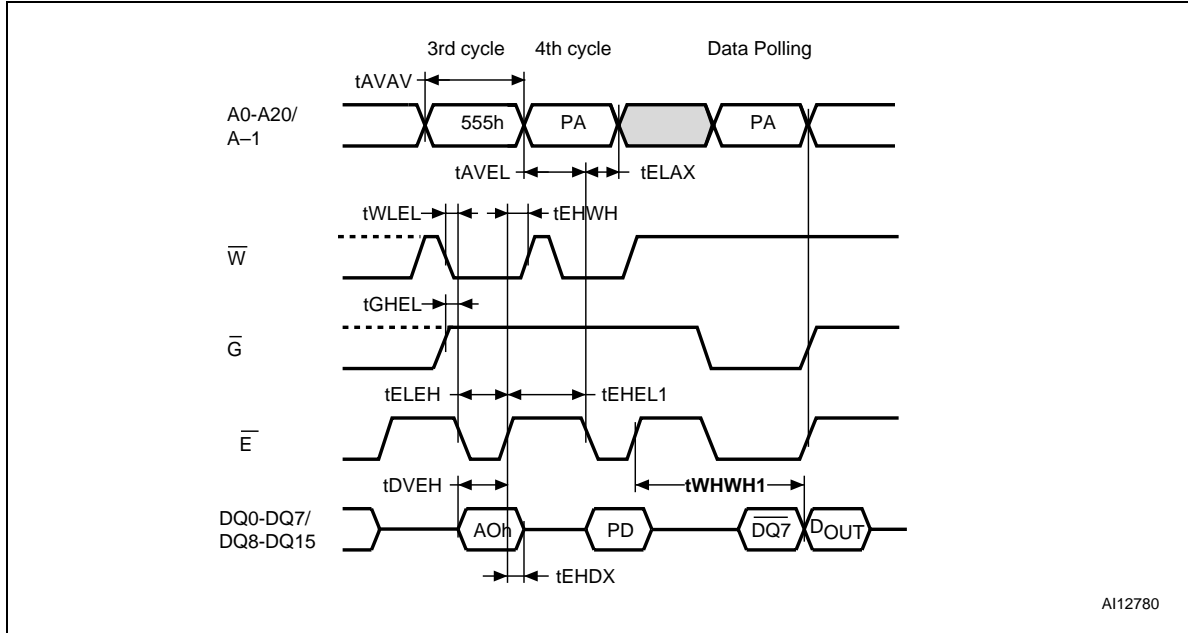 3rd cycle 4th cycle Data Polling
tAVAV
A0-A20/
A–1
555h PA PA
tAVEL tELAX
tWLEL tEHWH
W̅
tGHEL
G̅
tELEH tEHEL1
E̅
tDVEH tWHWH1
DQ0-DQ7/
DQ8-DQ15
AOh PD D̅Q̅7̅ DOUT
tEHDX
AI12780